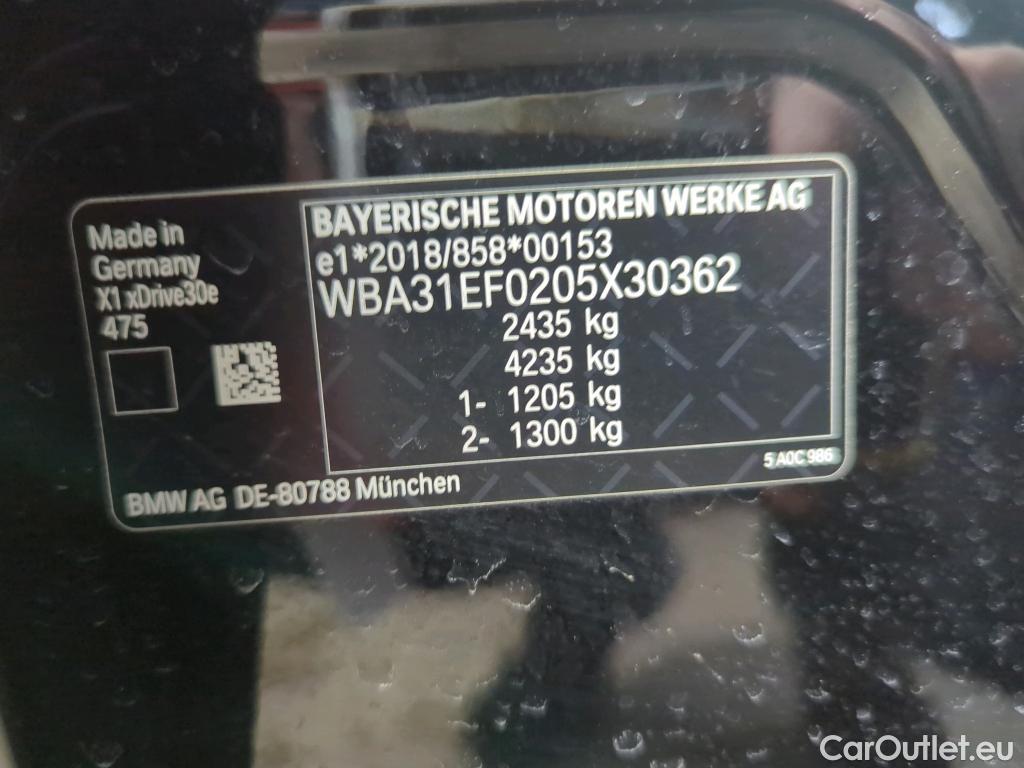 Made in
Germany
X1 xDrive30e
475
BAYERISCHE MOTOREN WERKE AG
e1*2018/858*00153
WBA31EF0205X30362
2435 kg
4235 kg
1- 1205 kg
2- 1300 kg
5 A0C 986
BMW AG DE-80788 München
CarOutlet.eu